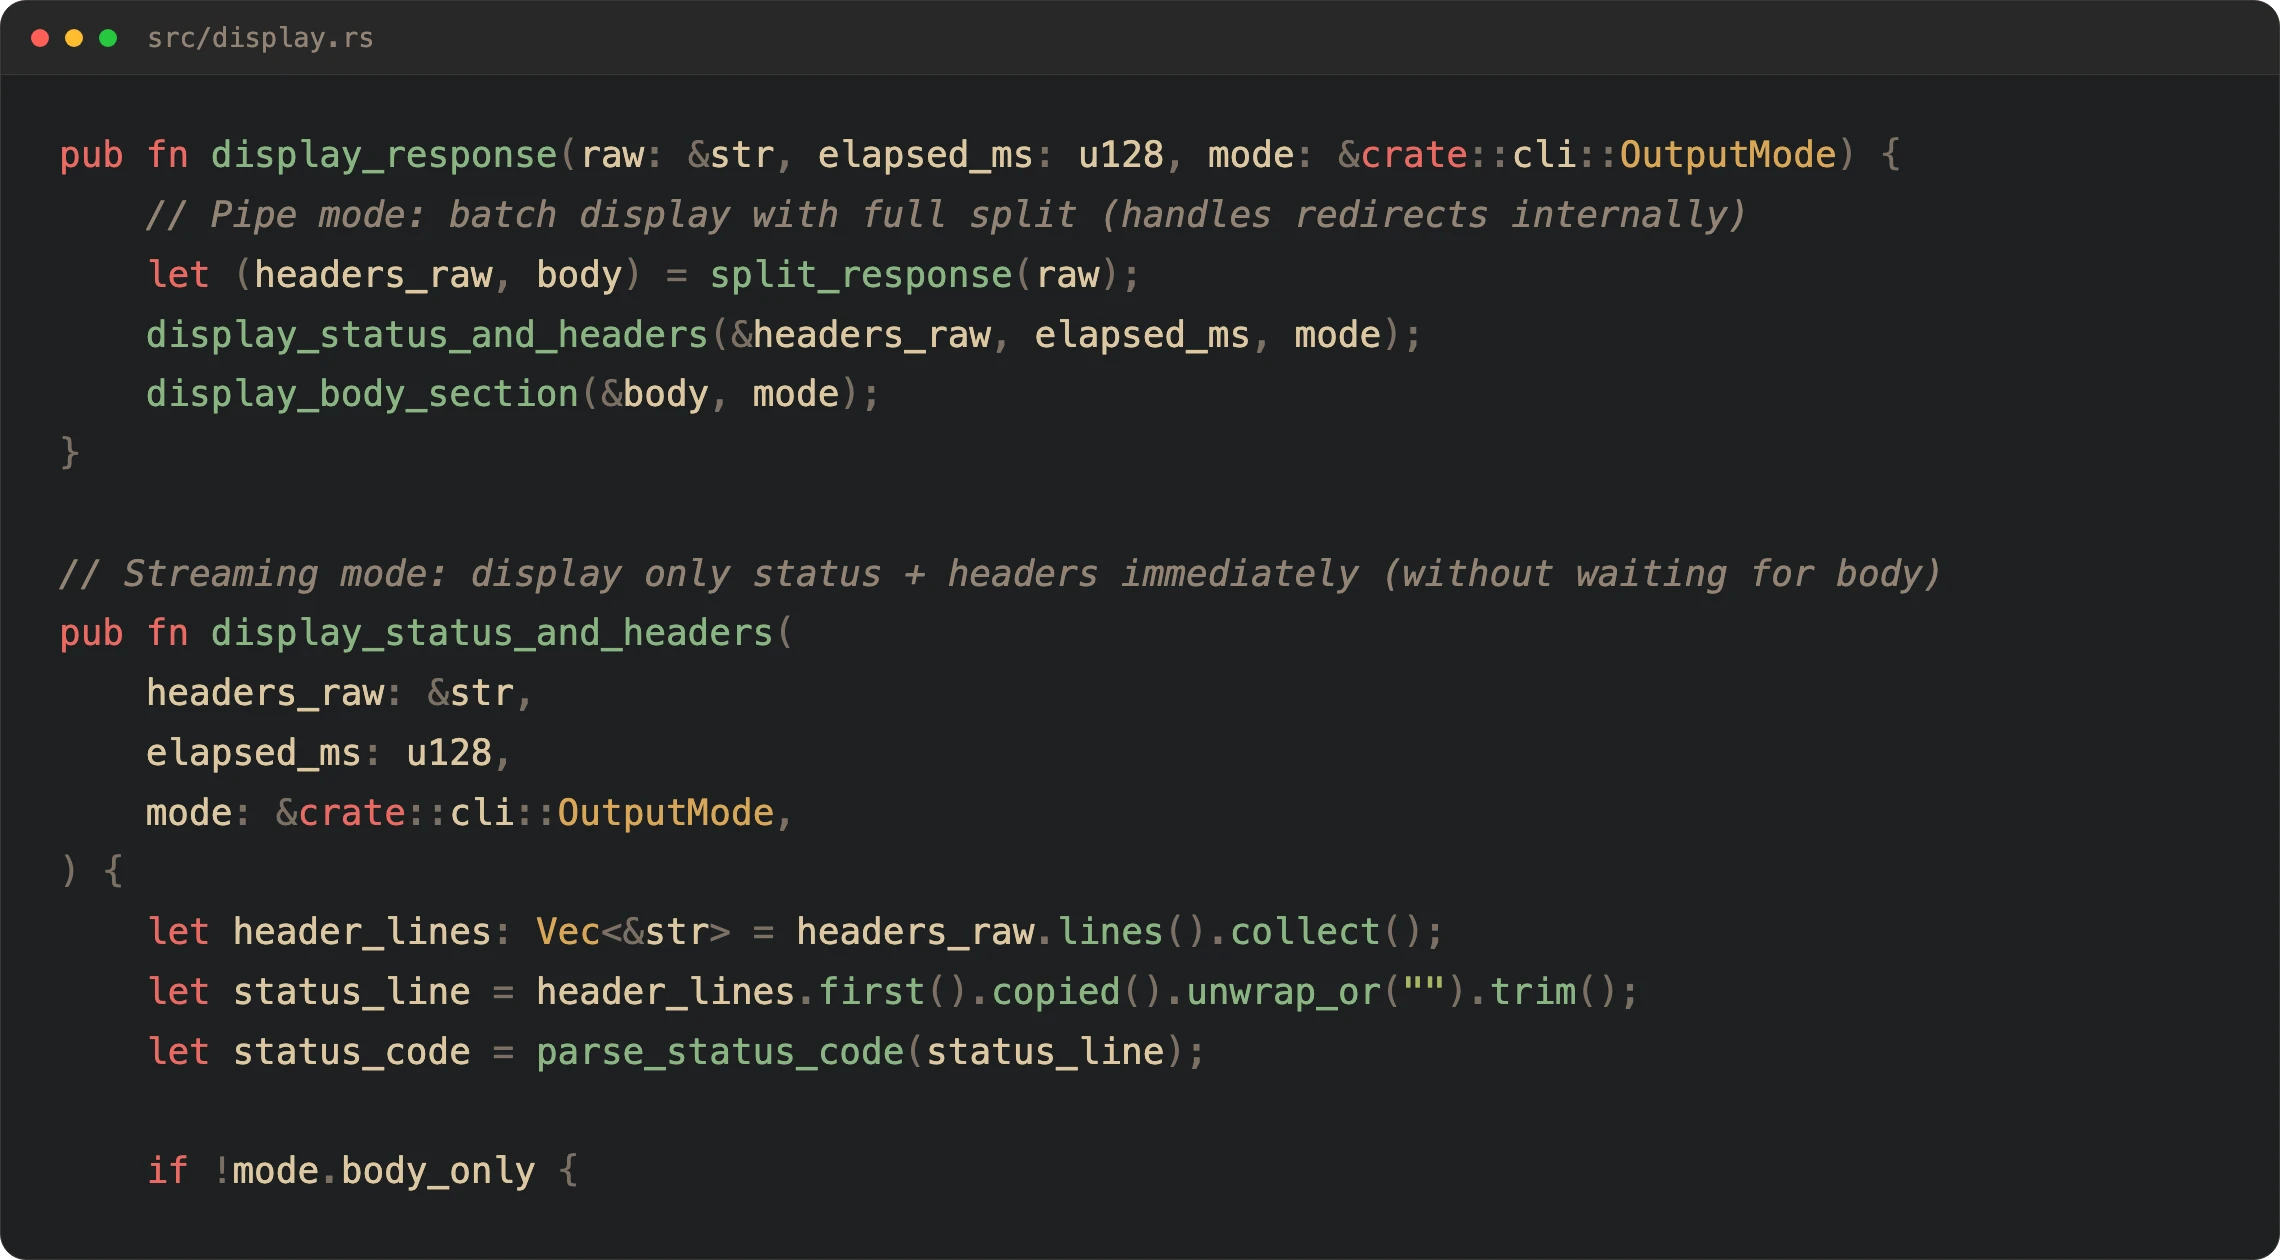 src/display.rs
pub fn display_response(raw: &str, elapsed_ms: u128, mode: &crate::cli::OutputMode) {
    // Pipe mode: batch display with full split (handles redirects internally)
    let (headers_raw, body) = split_response(raw);
    display_status_and_headers(&headers_raw, elapsed_ms, mode);
    display_body_section(&body, mode);
}

// Streaming mode: display only status + headers immediately (without waiting for body)
pub fn display_status_and_headers(
    headers_raw: &str,
    elapsed_ms: u128,
    mode: &crate::cli::OutputMode,
) {
    let header_lines: Vec<&str> = headers_raw.lines().collect();
    let status_line = header_lines.first().copied().unwrap_or("").trim();
    let status_code = parse_status_code(status_line);

    if !mode.body_only {